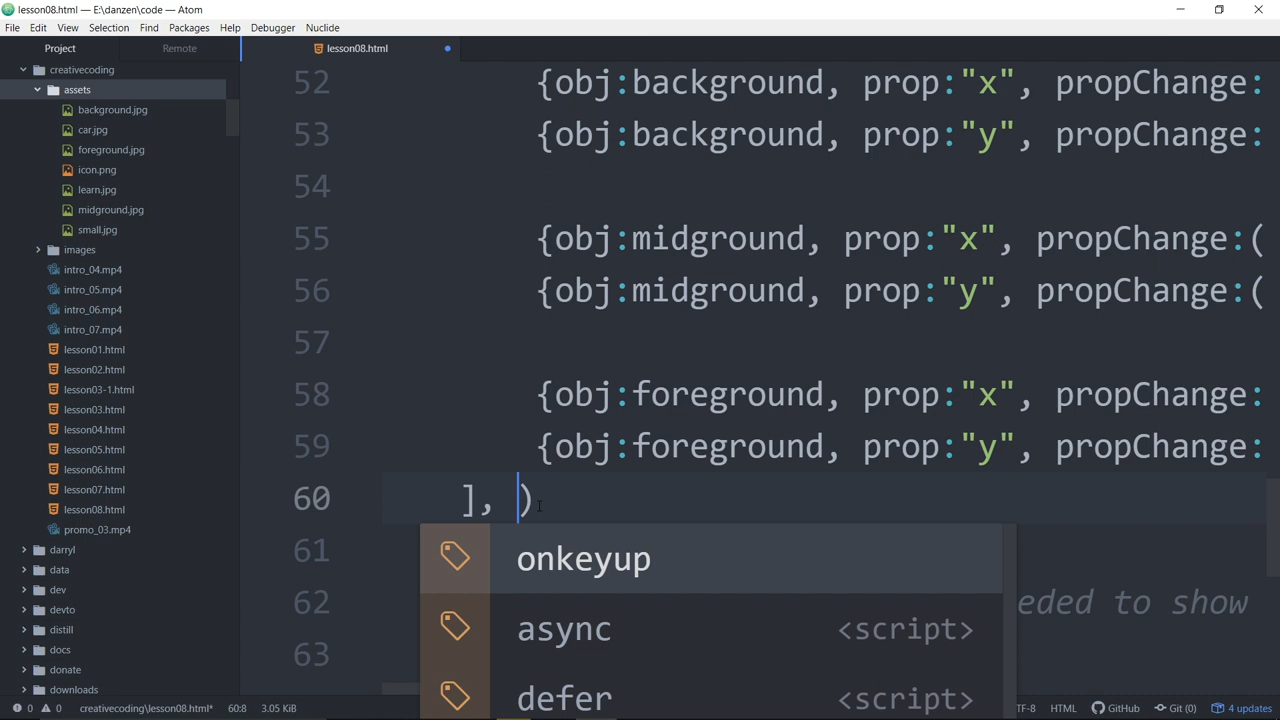 lesson08.html — E:\danzen\code — Atom
File Edit View Selection Find Packages Help Debugger Nuclide
Project Remote
lesson08.html
creativecoding
assets
background.jpg
car.jpg
foreground.jpg
icon.png
learn.jpg
midground.jpg
small.jpg
images
intro_04.mp4
intro_05.mp4
intro_06.mp4
intro_07.mp4
lesson01.html
lesson02.html
lesson03-1.html
lesson03.html
lesson04.html
lesson05.html
lesson06.html
lesson07.html
lesson08.html
promo_03.mp4
darryl
data
dev
devto
distill
docs
donate
downloads
52 {obj:background, prop:"x", propChange:
53 {obj:background, prop:"y", propChange:
54
55 {obj:midground, prop:"x", propChange:(
56 {obj:midground, prop:"y", propChange:(
57
58 {obj:foreground, prop:"x", propChange:
59 {obj:foreground, prop:"y", propChange:
60 ], )
61
62 eded to show
63
onkeyup
async <script>
defer <script>
0 0 creativecoding\lesson08.html* 60:8 3.05 KiB TF-8 HTML GitHub Git (0) 4 updates